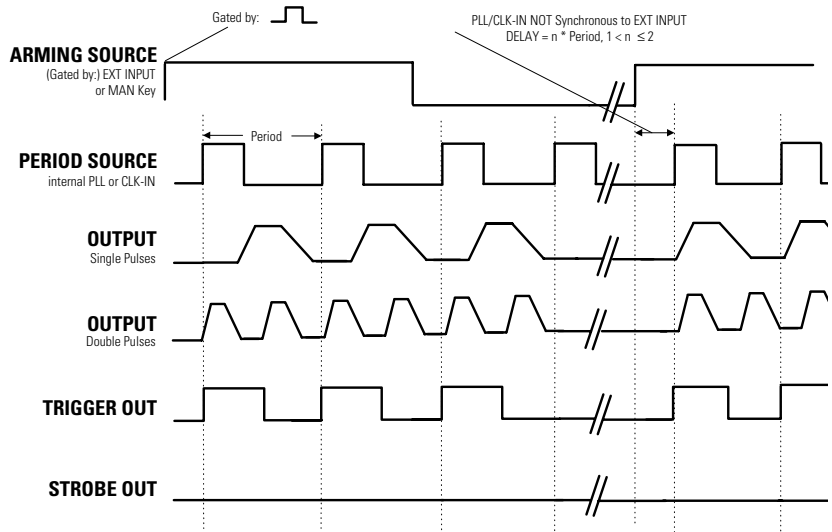 Gated by:
PLL/CLK-IN NOT Synchronous to EXT INPUT
DELAY = n * Period, 1 < n ≤ 2
ARMING SOURCE
(Gated by:) EXT INPUT
or MAN Key
Period
PERIOD SOURCE
internal PLL or CLK-IN
OUTPUT
Single Pulses
OUTPUT
Double Pulses
TRIGGER OUT
STROBE OUT